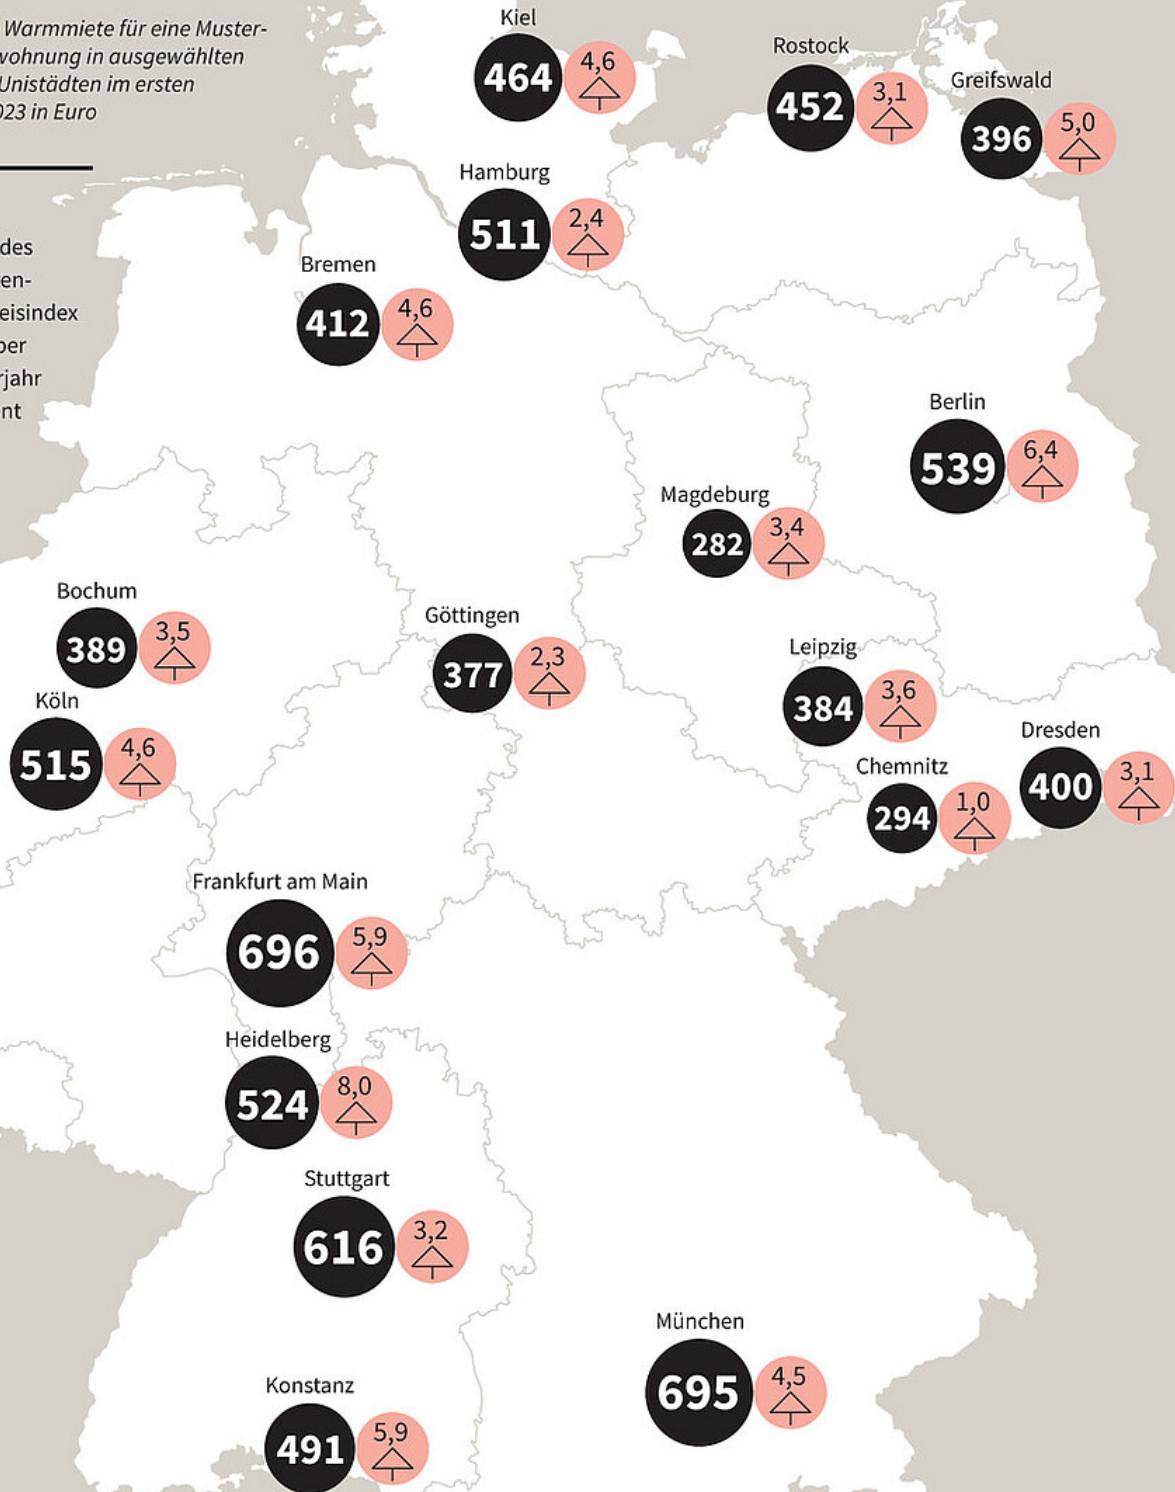 Warmmiete für eine Muster-
wohnung in ausgewählten
Unistädten im ersten
023 in Euro
des
en-
eisindex
ber
rjahr
nt
Kiel
464 4,6
Rostock
452 3,1
Greifswald
396 5,0
Hamburg
511 2,4
Bremen
412 4,6
Berlin
539 6,4
Magdeburg
282 3,4
Bochum
389 3,5
Göttingen
377 2,3
Leipzig
384 3,6
Köln
515 4,6
Dresden
400 3,1
Chemnitz
294 1,0
Frankfurt am Main
696 5,9
Heidelberg
524 8,0
Stuttgart
616 3,2
München
695 4,5
Konstanz
491 5,9